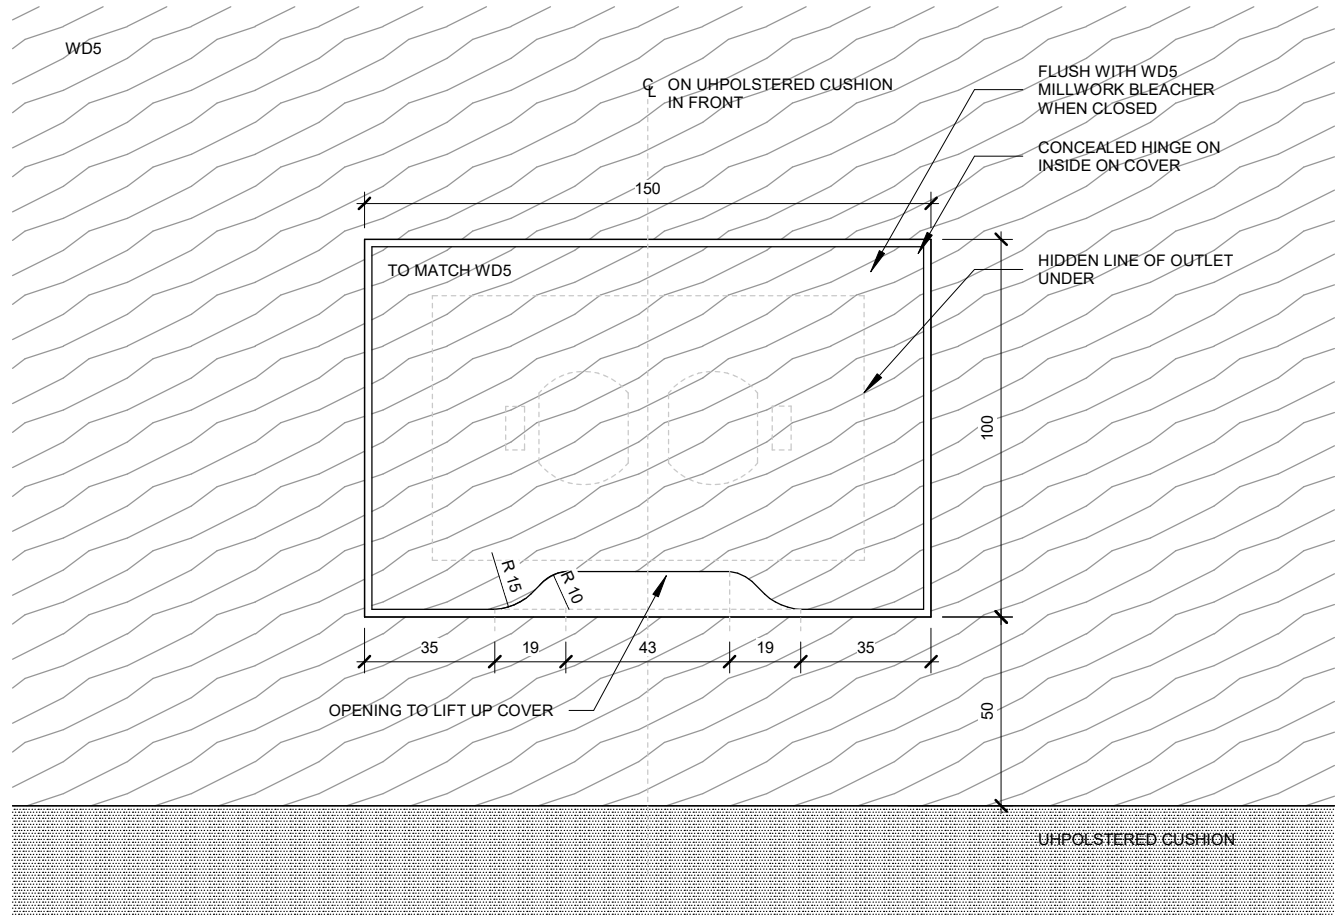 WD5
℄ ON UHPOLSTERED CUSHION
IN FRONT
FLUSH WITH WD5
MILLWORK BLEACHER
WHEN CLOSED
CONCEALED HINGE ON
INSIDE ON COVER
150
TO MATCH WD5
HIDDEN LINE OF OUTLET
UNDER
100
R 15
R 10
35
19
43
19
35
OPENING TO LIFT UP COVER
50
UHPOLSTERED CUSHION